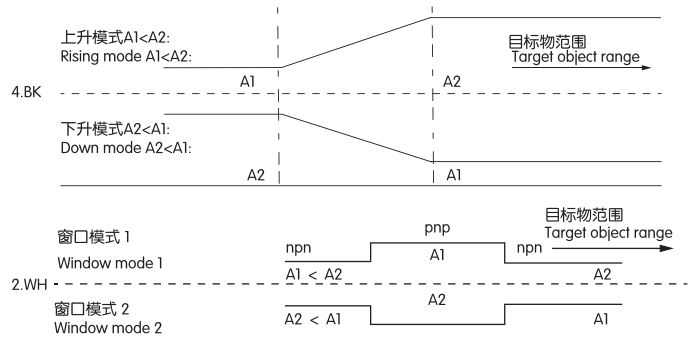 上升模式A1<A2:
Rising mode A1<A2:
目标物范围
Target object range
A1
A2
4.BK
下升模式A2<A1:
Down mode A2<A1:
A2
A1
目标物范围
Target object range
窗口模式 1
pnp
npn
A1
npn
Window mode 1
A1 < A2
A2
2.WH
窗口模式 2
A2
A2 < A1
A1
Window mode 2